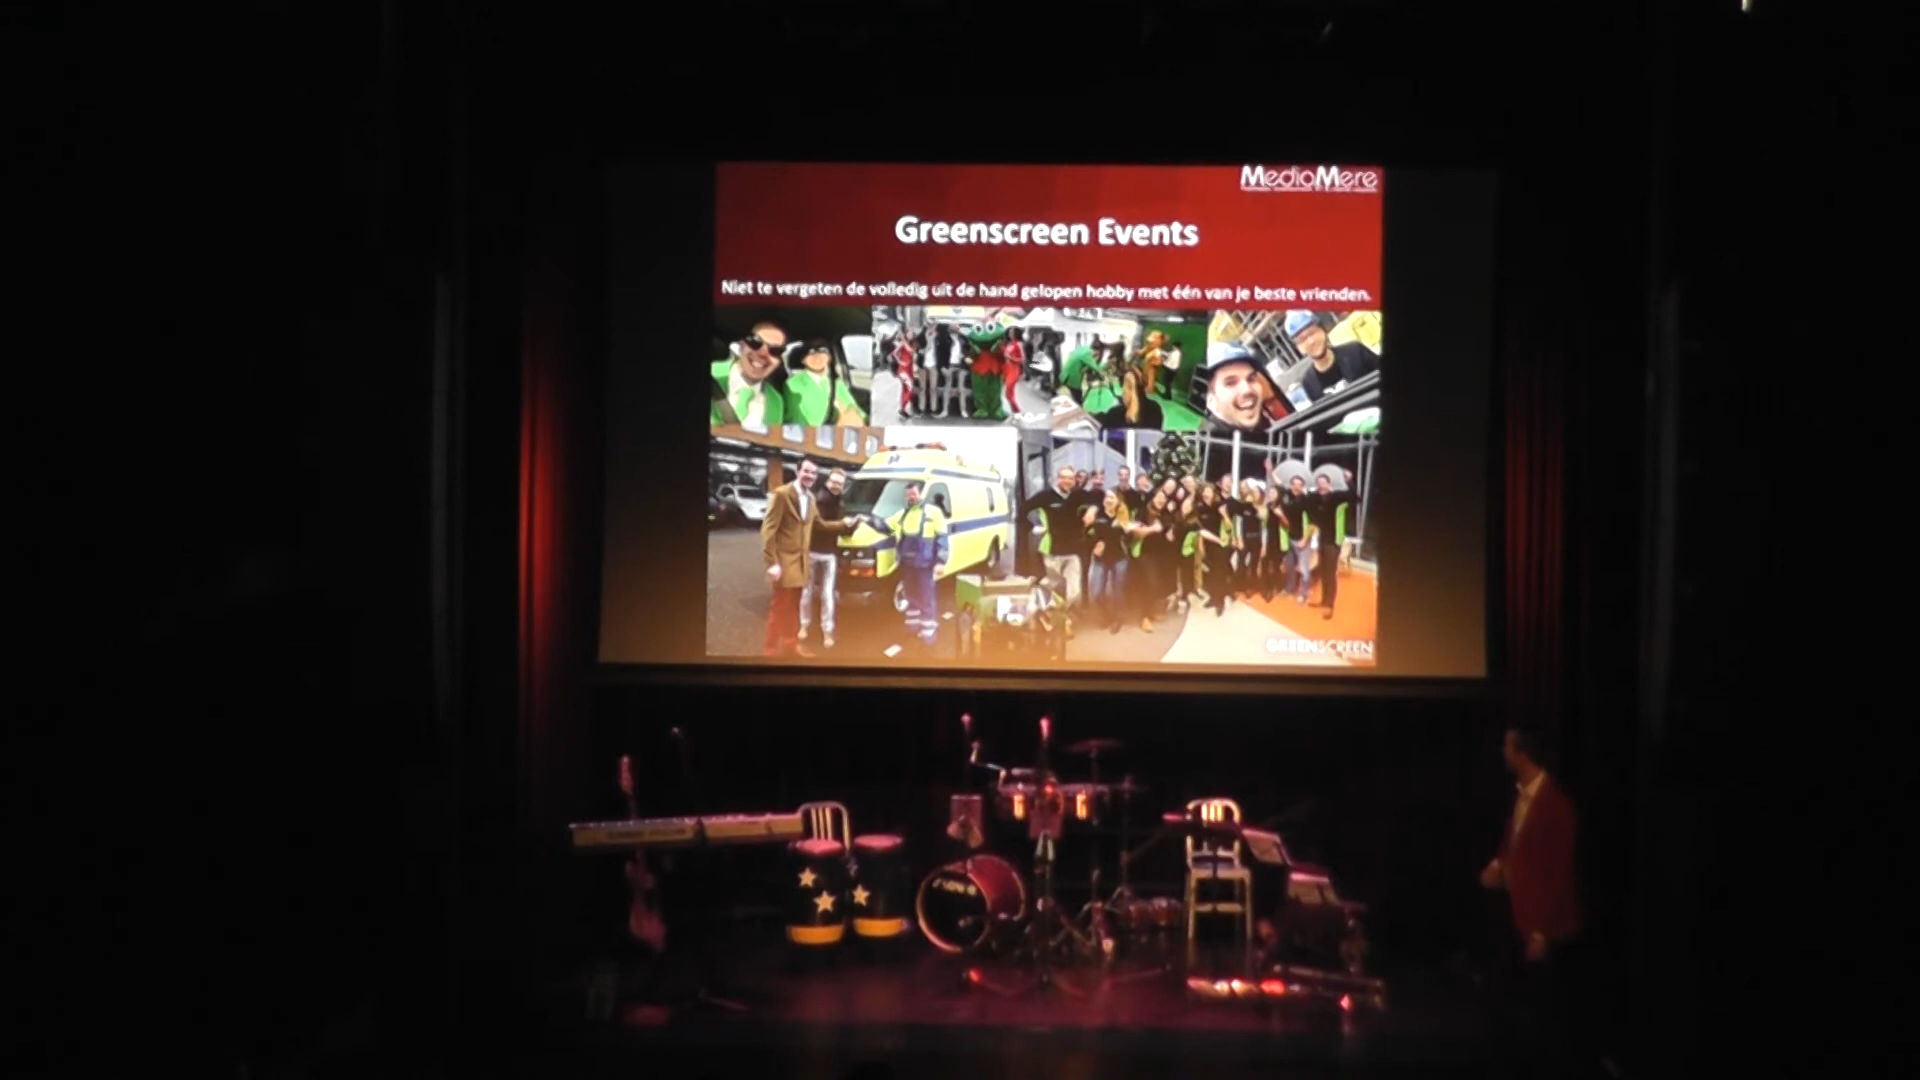 MediaMere
Greenscreen Events
Niet te vergeten de volledig uit de hand gelopen hobby met één van je beste vrienden.
GREENSCREEN